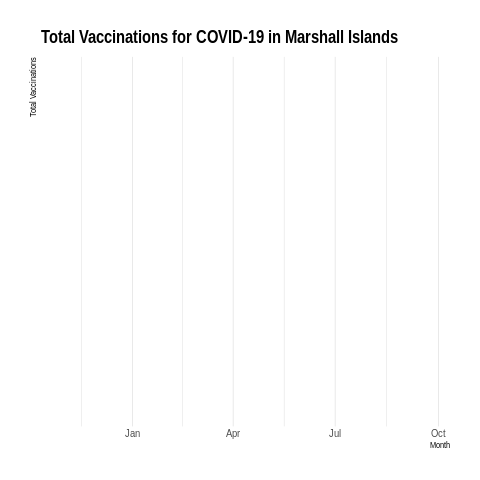 Total Vaccinations for COVID-19 in Marshall Islands
Total Vaccinations
Jan Apr Jul Oct
Month